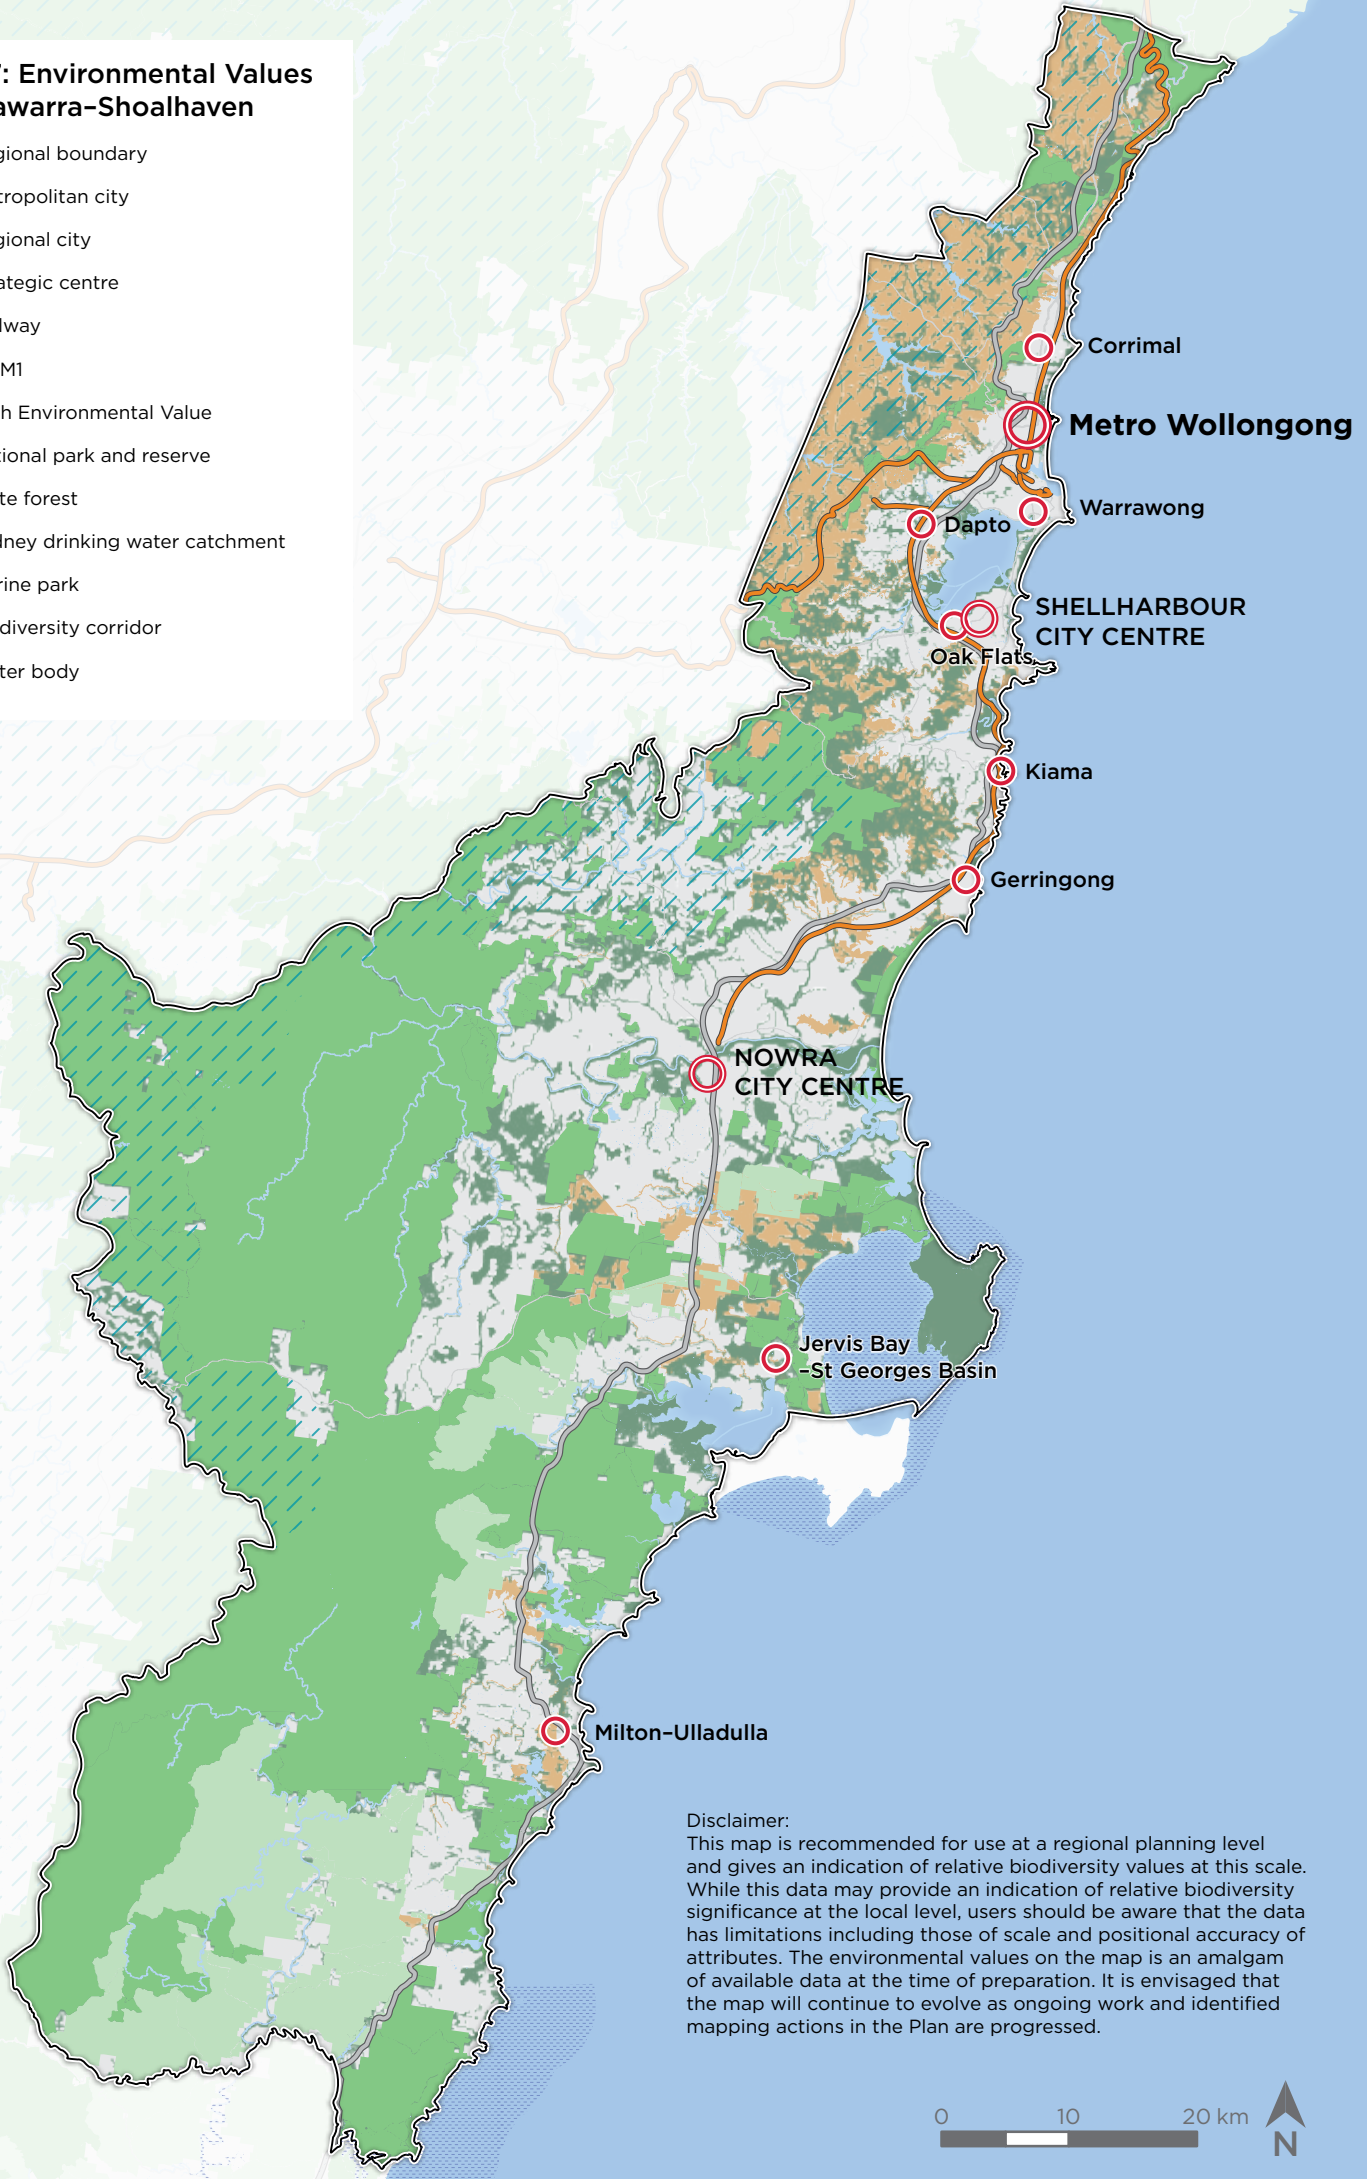 : Environmental Values
awarra–Shoalhaven
gional boundary
tropolitan city
gional city
ategic centre
lway
M1
h Environmental Value
tional park and reserve
te forest
dney drinking water catchment
rine park
diversity corridor
ter body
Corrimal
Metro Wollongong
Warrawong
Dapto
SHELLHARBOUR
CITY CENTRE
Oak Flats
Kiama
Gerringong
NOWRA
CITY CENTRE
Jervis Bay
–St Georges Basin
Milton–Ulladulla
Disclaimer:
This map is recommended for use at a regional planning level
and gives an indication of relative biodiversity values at this scale.
While this data may provide an indication of relative biodiversity
significance at the local level, users should be aware that the data
has limitations including those of scale and positional accuracy of
attributes. The environmental values on the map is an amalgam
of available data at the time of preparation. It is envisaged that
the map will continue to evolve as ongoing work and identified
mapping actions in the Plan are progressed.
0 10 20 km
N